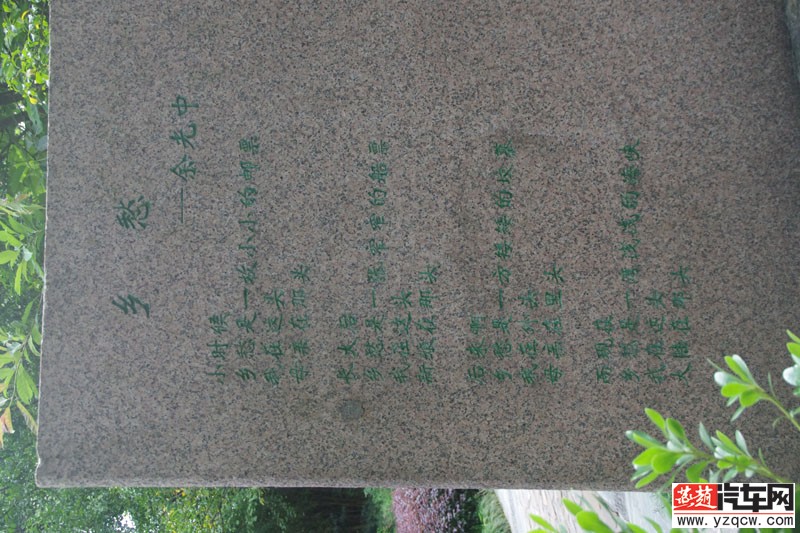 乡愁
——余光中
小时候
乡愁是一枚小小的邮票
我在这头
母亲在那头
长大后
乡愁是一张窄窄的船票
我在这头
新娘在那头
后来啊
乡愁是一方矮矮的坟墓
我在外头
母亲在里头
而现在
乡愁是一湾浅浅的海峡
我在这头
大陆在那头
燕赵汽车网
www.yzqcw.com